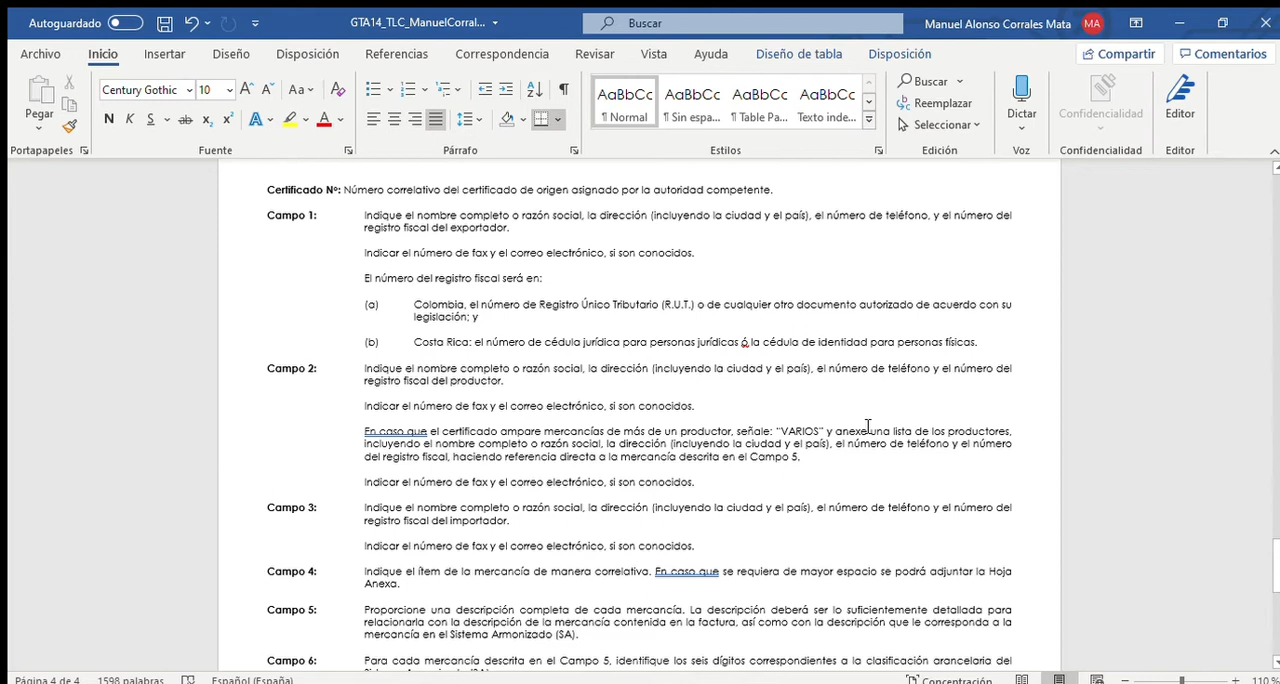 Autoguardado GTA14_TLC_ManuelCorral... Buscar Manuel Alonso Corrales Mata MA
Archivo Inicio Insertar Diseño Disposición Referencias Correspondencia Revisar Vista Ayuda Diseño de tabla Disposición Compartir Comentarios
Century Gothic 10 Aa AaBbCc AaBbCc AaBbCc AaBbCc Buscar
Pegar N K S ab x₂ x² A A ¶ Normal ¶ Sin espa... ¶ Table Pa... Texto inde... Reemplazar Seleccionar Dictar Confidencialidad Editor
Portapapeles Fuente Párrafo Estilos Edición Voz Confidencialidad Editor
Certificado Nº: Número correlativo del certificado de origen asignado por la autoridad competente.
Campo 1: Indique el nombre completo o razón social, la dirección (incluyendo la ciudad y el país), el número de teléfono, y el número del
registro fiscal del exportador.
Indicar el número de fax y el correo electrónico, si son conocidos.
El número del registro fiscal será en:
(a) Colombia, el número de Registro Único Tributario (R.U.T.) o de cualquier otro documento autorizado de acuerdo con su
legislación; y
(b) Costa Rica: el número de cédula jurídica para personas jurídicas ó la cédula de identidad para personas físicas.
Campo 2: Indique el nombre completo o razón social, la dirección (incluyendo la ciudad y el país), el número de teléfono y el número del
registro fiscal del productor.
Indicar el número de fax y el correo electrónico, si son conocidos.
En caso que el certificado ampare mercancías de más de un productor, señale: "VARIOS" y anexe una lista de los productores,
incluyendo el nombre completo o razón social, la dirección (incluyendo la ciudad y el país), el número de teléfono y el número
del registro fiscal, haciendo referencia directa a la mercancía descrita en el Campo 5.
Indicar el número de fax y el correo electrónico, si son conocidos.
Campo 3: Indique el nombre completo o razón social, la dirección (incluyendo la ciudad y el país), el número de teléfono y el número del
registro fiscal del importador.
Indicar el número de fax y el correo electrónico, si son conocidos.
Campo 4: Indique el ítem de la mercancía de manera correlativa. En caso que se requiera de mayor espacio se podrá adjuntar la Hoja
Anexa.
Campo 5: Proporcione una descripción completa de cada mercancía. La descripción deberá ser lo suficientemente detallada para
relacionarla con la descripción de la mercancía contenida en la factura, así como con la descripción que le corresponda a la
mercancía en el Sistema Armonizado (SA).
Campo 6: Para cada mercancía descrita en el Campo 5, identifique los seis dígitos correspondientes a la clasificación arancelaria del
Sistema Armonizado (SA).
Página 4 de 4 1598 palabras Español (España) Concentración 110 %